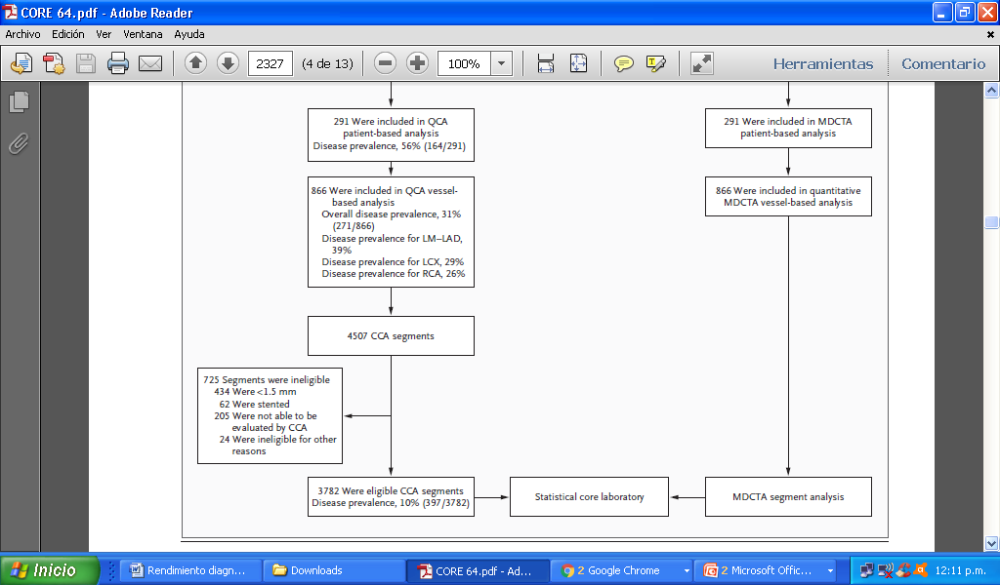 CORE 64.pdf - Adobe Reader
Archivo Edición Ver Ventana Ayuda
2327 (4 de 13) 100% Herramientas Comentario
291 Were included in QCA
patient-based analysis
Disease prevalence, 56% (164/291)
291 Were included in MDCTA
patient-based analysis
866 Were included in QCA vessel-
based analysis
Overall disease prevalence, 31%
(271/866)
Disease prevalence for LM–LAD,
39%
Disease prevalence for LCX, 29%
Disease prevalence for RCA, 26%
866 Were included in quantitative
MDCTA vessel-based analysis
4507 CCA segments
725 Segments were ineligible
434 Were <1.5 mm
62 Were stented
205 Were not able to be
evaluated by CCA
24 Were ineligible for other
reasons
3782 Were eligible CCA segments
Disease prevalence, 10% (397/3782)
Statistical core laboratory
MDCTA segment analysis
Inicio
Rendimiento diagn...
Downloads
CORE 64.pdf - Ad...
2 Google Chrome
2 Microsoft Offic...
12:11 p.m.